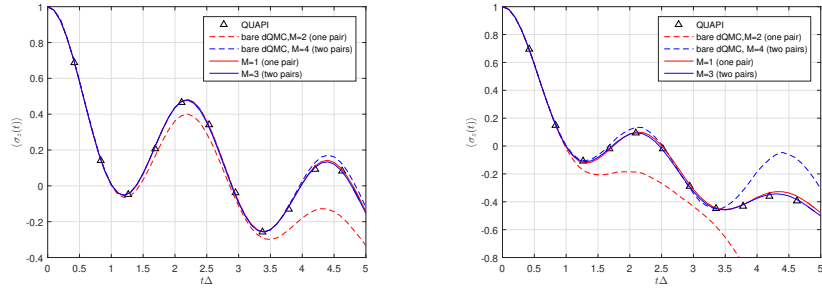 1
0.8
0.6
0.4
0.2
0
-0.2
-0.4
⟨σz(t)⟩
0 0.5 1 1.5 2 2.5 3 3.5 4 4.5 5
tΔ
QUAPI
bare dQMC,M=2 (one pair)
bare dQMC, M=4 (two pairs)
M=1 (one pair)
M=3 (two pairs)
1
0.8
0.6
0.4
0.2
0
-0.2
-0.4
-0.6
-0.8
⟨σz(t)⟩
0 0.5 1 1.5 2 2.5 3 3.5 4 4.5 5
tΔ
QUAPI
bare dQMC,M=2 (one pair)
bare dQMC, M=4 (two pairs)
M=1 (one pair)
M=3 (two pairs)